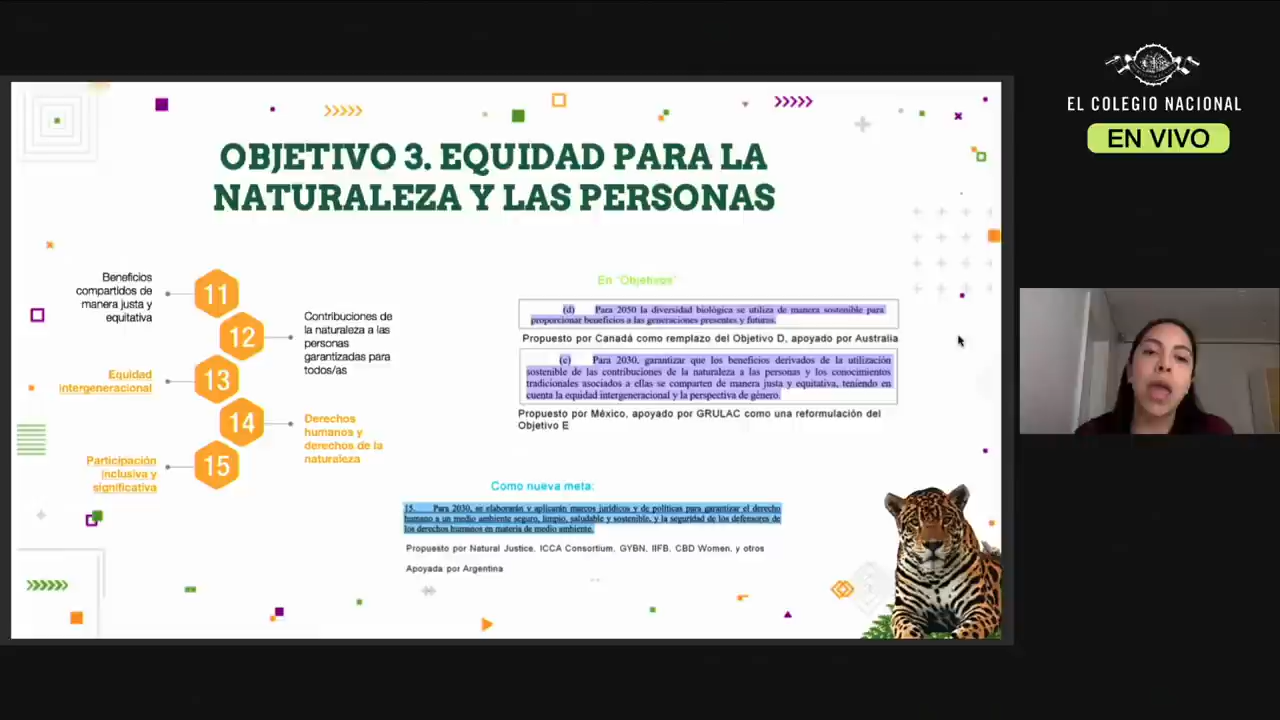 EL COLEGIO NACIONAL
EN VIVO
OBJETIVO 3. EQUIDAD PARA LA
NATURALEZA Y LAS PERSONAS
Beneficios
compartidos de
manera justa y
equitativa
11
12
Contribuciones de
la naturaleza a las
personas
garantizadas para
todos/as
Equidad
intergeneracional
13
14
Derechos
humanos y
derechos de la
naturaleza
Participación
inclusiva y
significativa
15
En "Objetivos"
(d) Para 2050 la diversidad biológica se utiliza de manera sostenible para
proporcionar beneficios a las generaciones presentes y futuras.
Propuesto por Canadá como remplazo del Objetivo D, apoyado por Australia
(c) Para 2030, garantizar que los beneficios derivados de la utilización
sostenible de las contribuciones de la naturaleza a las personas y los conocimientos
tradicionales asociados a ellas se comparten de manera justa y equitativa, teniendo en
cuenta la equidad intergeneracional y la perspectiva de género.
Propuesto por México, apoyado por GRULAC como una reformulación del
Objetivo E
Como nueva meta:
15. Para 2030, se elaborarán y aplicarán marcos jurídicos y de políticas para garantizar el derecho
humano a un medio ambiente seguro, limpio, saludable y sostenible, y la seguridad de los defensores de
los derechos humanos en materia de medio ambiente.
Propuesto por Natural Justice, ICCA Consortium, GYBN, IIFB, CBD Women, y otros
Apoyada por Argentina